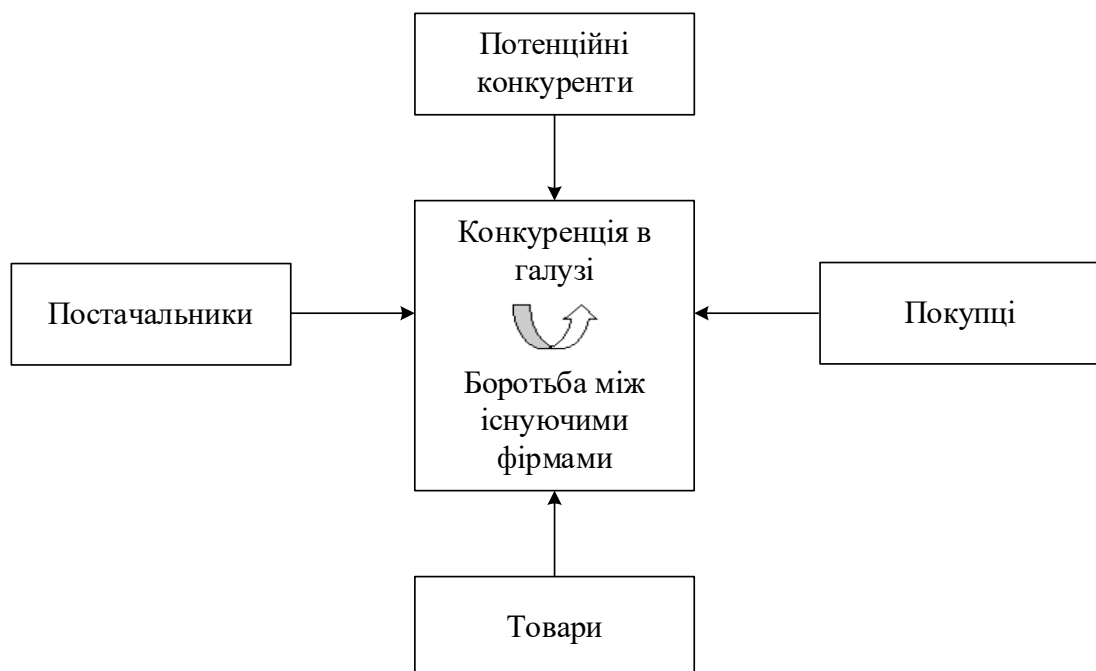 Потенційні
конкуренти
Конкуренція в
галузі
Постачальники
Покупці
Боротьба між
існуючими
фірмами
Товари